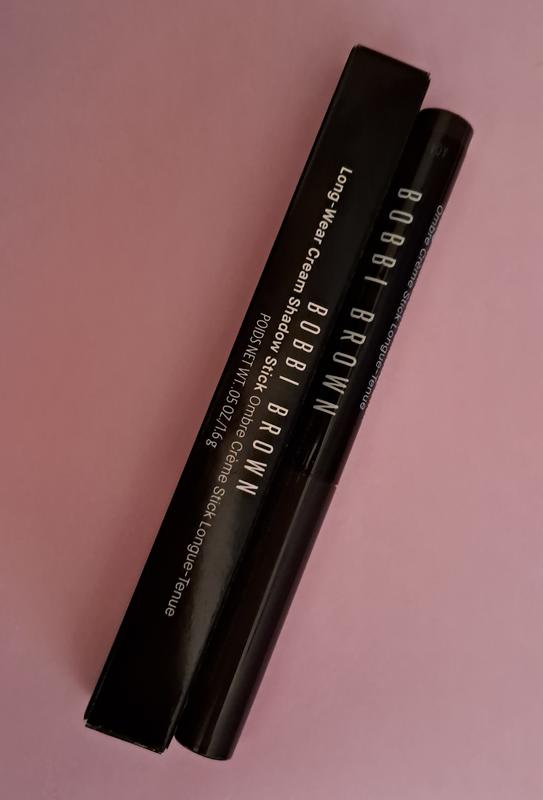 Long-Wear Cream Shadow Stick Ombre Crème Stick Longue-Tenue
BOBBI BROWN
POIDS NET WT. .05 OZ./1.6 g
BOBBI BROWN
Ombre Crème Stick Longue-Tenue